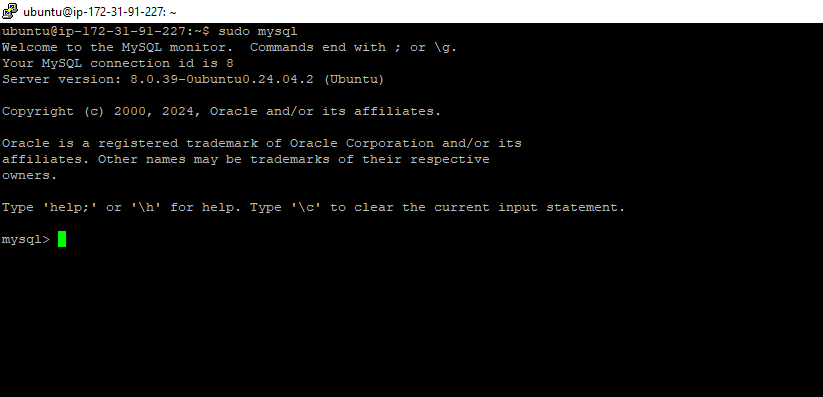 ubuntu@ip-172-31-91-227: ~
ubuntu@ip-172-31-91-227:~$ sudo mysql
Welcome to the MySQL monitor.  Commands end with ; or \g.
Your MySQL connection id is 8
Server version: 8.0.39-0ubuntu0.24.04.2 (Ubuntu)
Copyright (c) 2000, 2024, Oracle and/or its affiliates.
Oracle is a registered trademark of Oracle Corporation and/or its
affiliates. Other names may be trademarks of their respective
owners.
Type 'help;' or '\h' for help. Type '\c' to clear the current input statement.
mysql>